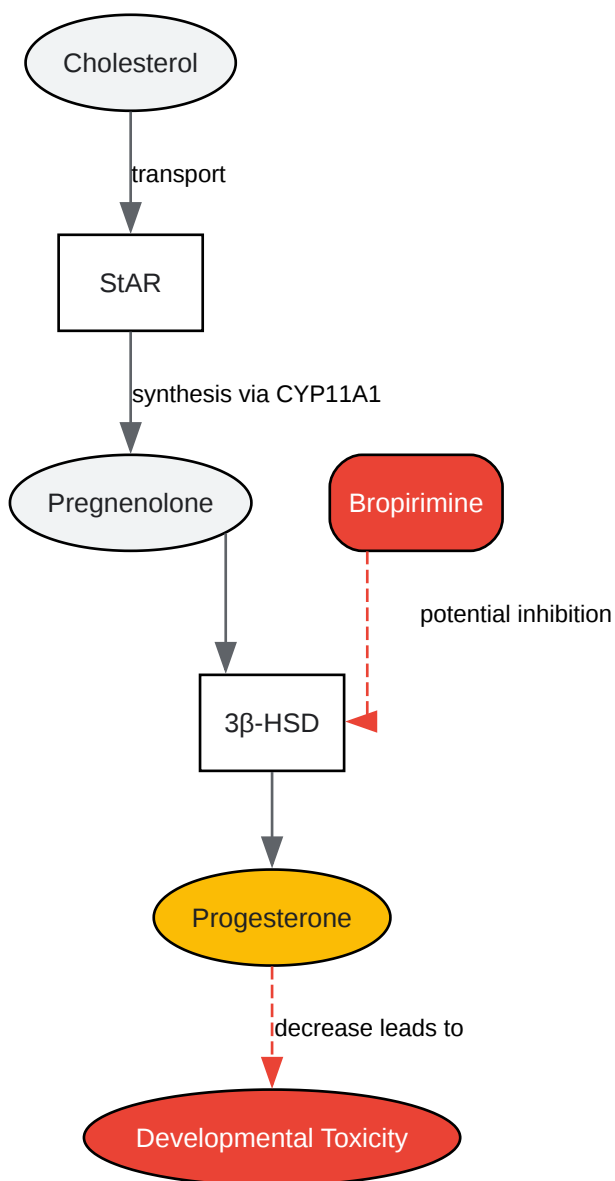 Cholesterol
transport
StAR
synthesis via CYP11A1
Pregnenolone
Bropirimine
potential inhibition
3β-HSD
Progesterone
decrease leads to
Developmental Toxicity